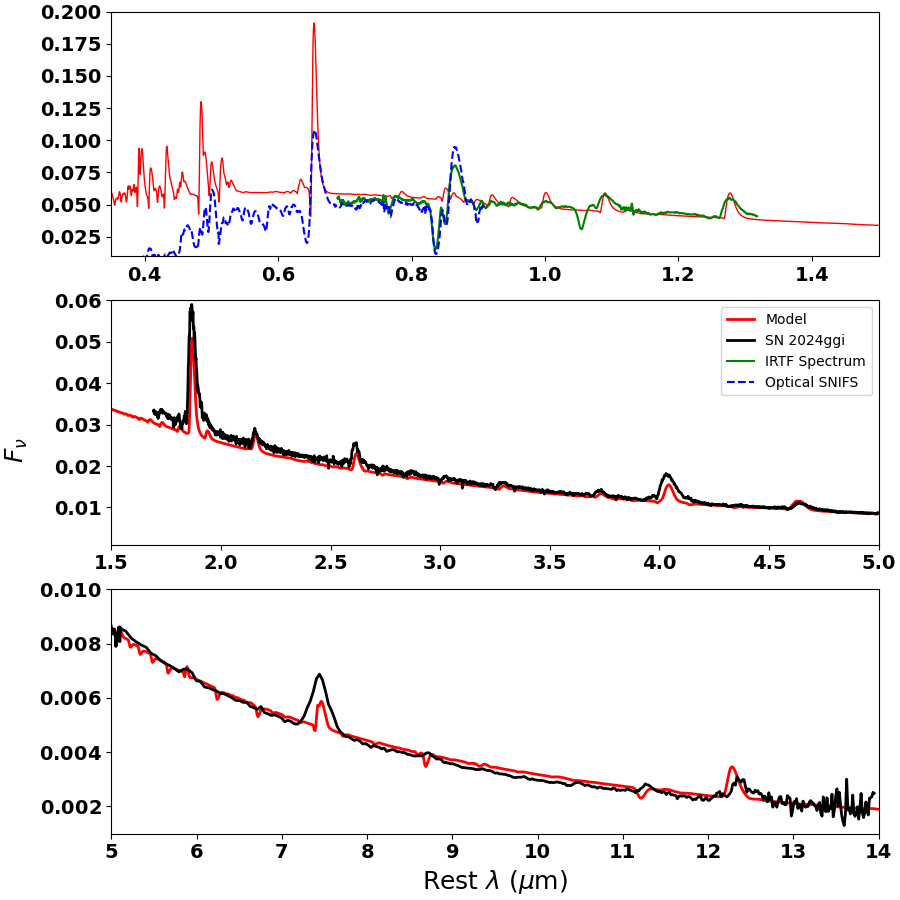 0.200
0.175
0.150
0.125
0.100
0.075
0.050
0.025
0.4 0.6 0.8 1.0 1.2 1.4
0.06
0.05
0.04
0.03
0.02
0.01
Model
SN 2024ggi
IRTF Spectrum
Optical SNIFS
1.5 2.0 2.5 3.0 3.5 4.0 4.5 5.0
Fν
0.010
0.008
0.006
0.004
0.002
5 6 7 8 9 10 11 12 13 14
Rest λ (μm)